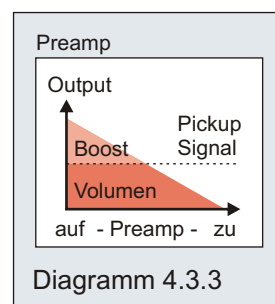 Preamp
Output
Pickup
Boost Signal
Volumen
auf - Preamp - zu
Diagramm 4.3.3